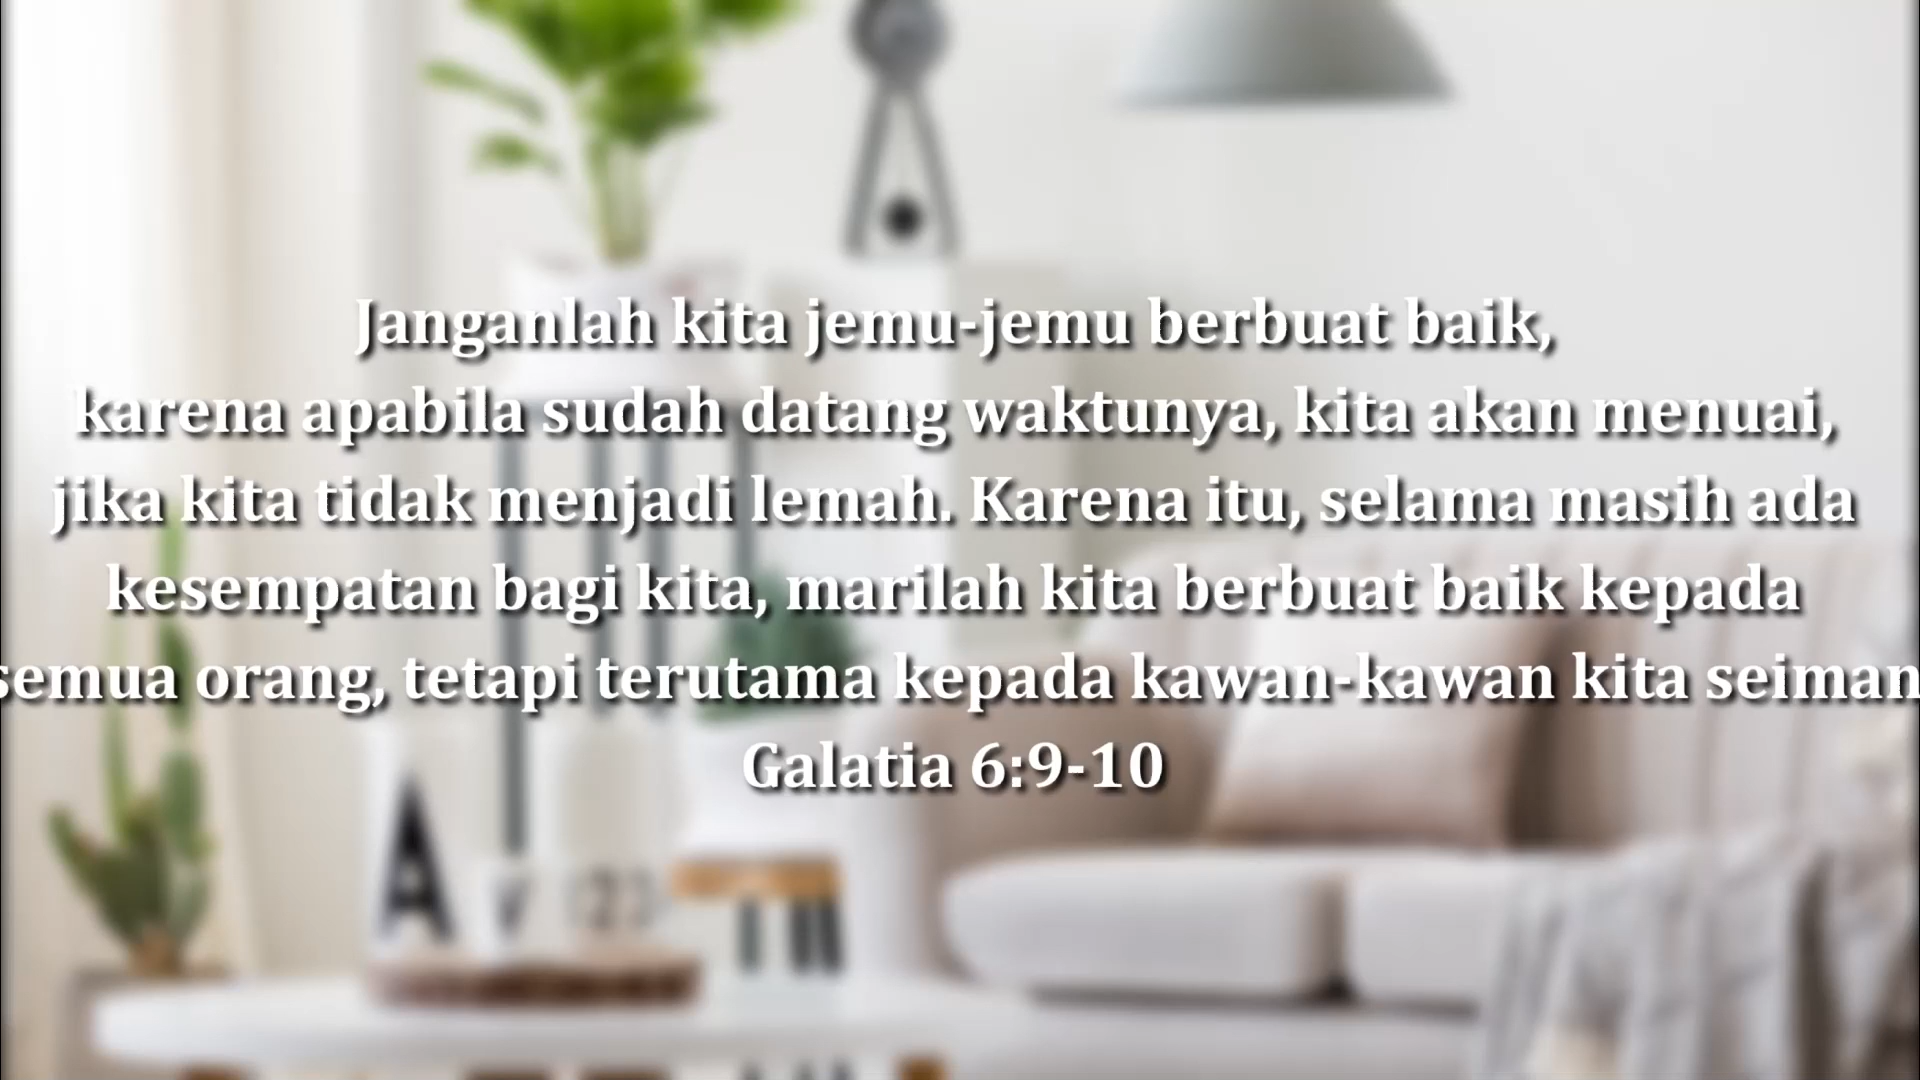 Janganlah kita jemu-jemu berbuat baik,
karena apabila sudah datang waktunya, kita akan menuai,
jika kita tidak menjadi lemah. Karena itu, selama masih ada
kesempatan bagi kita, marilah kita berbuat baik kepada
semua orang, tetapi terutama kepada kawan-kawan kita seiman
Galatia 6:9-10
A